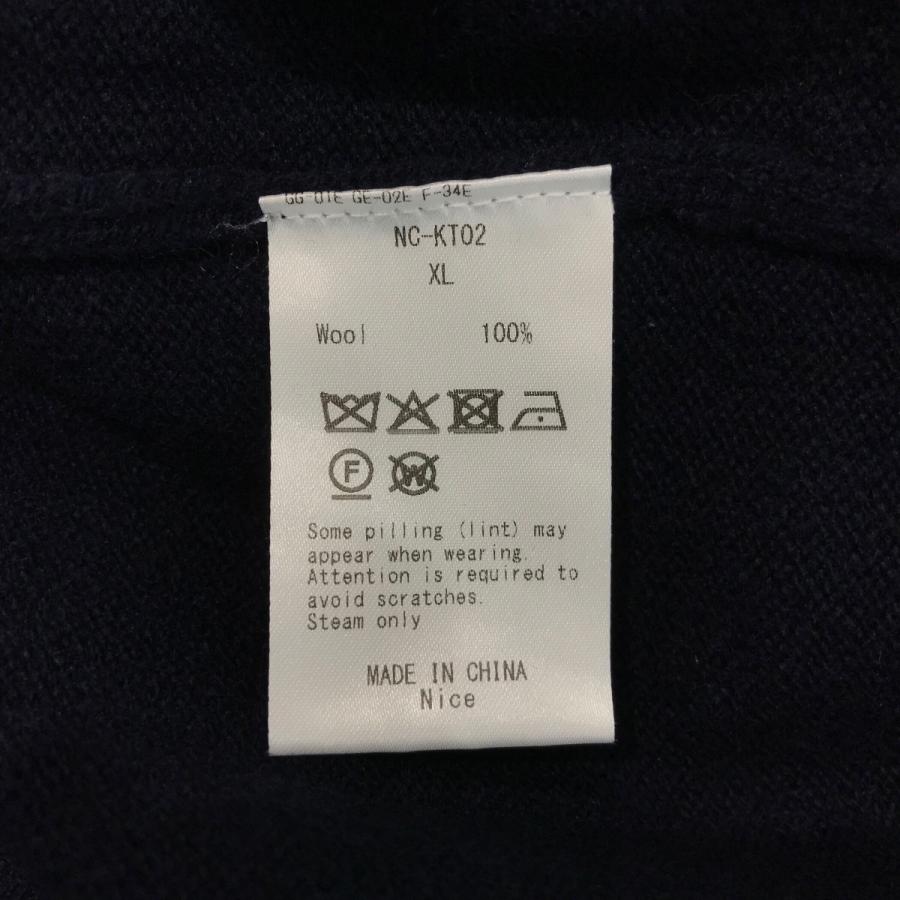 GG-01E GE-02E F-34E
NC-KT02
XL
Wool 100%
F W
Some pilling (lint) may
appear when wearing.
Attention is required to
avoid scratches.
Steam only
MADE IN CHINA
Nice